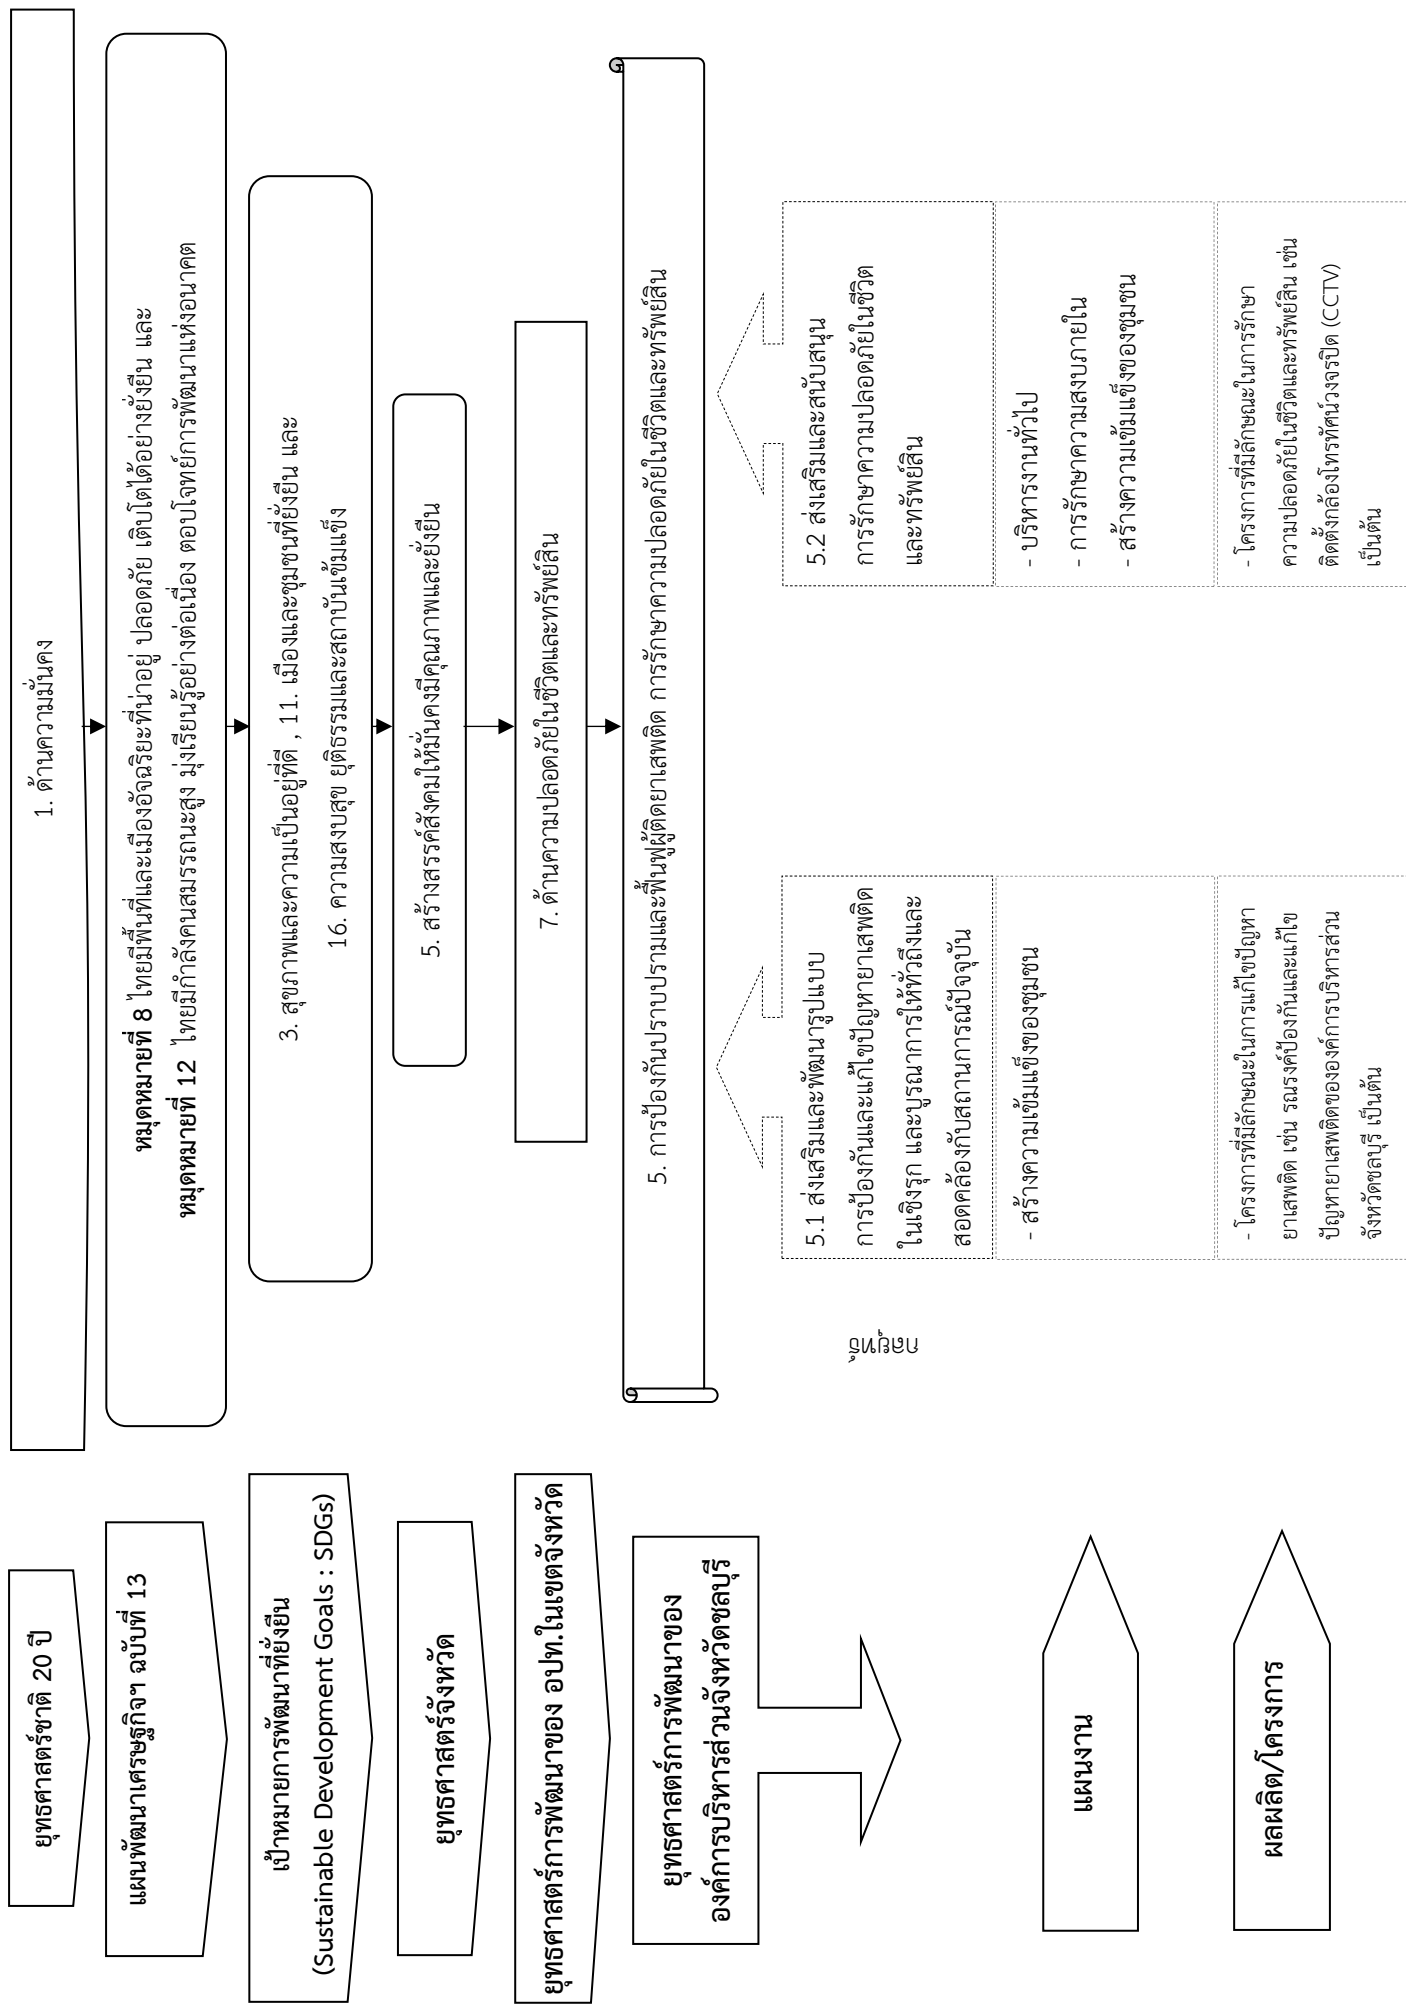 ยุทธศาสตร์ชาติ 20 ปี
1. ด้านความมั่นคง
แผนพัฒนาเศรษฐกิจฯ ฉบับที่ 13
หมุดหมายที่ 8 ไทยมีพื้นที่และเมืองอัจฉริยะที่น่าอยู่ ปลอดภัย เติบโตได้อย่างยั่งยืน และ
หมุดหมายที่ 12 ไทยมีกำลังคนสมรรถนะสูง มุ่งเรียนรู้อย่างต่อเนื่อง ตอบโจทย์การพัฒนาแห่งอนาคต
เป้าหมายการพัฒนาที่ยั่งยืน
(Sustainable Development Goals : SDGs)
3. สุขภาพและความเป็นอยู่ที่ดี , 11. เมืองและชุมชนที่ยั่งยืน และ
16. ความสงบสุข ยุติธรรมและสถาบันเข้มแข็ง
ยุทธศาสตร์จังหวัด
5. สร้างสรรค์สังคมให้มั่นคงมีคุณภาพและยั่งยืน
ยุทธศาสตร์การพัฒนาของ อปท.ในเขตจังหวัด
7. ด้านความปลอดภัยในชีวิตและทรัพย์สิน
ยุทธศาสตร์การพัฒนาของ
องค์การบริหารส่วนจังหวัดชลบุรี
5. การป้องกันปราบปรามและฟื้นฟูผู้ติดยาเสพติด การรักษาความปลอดภัยในชีวิตและทรัพย์สิน
กลยุทธ์
5.1 ส่งเสริมและพัฒนารูปแบบ
การป้องกันและแก้ไขปัญหายาเสพติด
ในเชิงรุก และบูรณาการให้ทั่วถึงและ
สอดคล้องกับสถานการณ์ปัจจุบัน
5.2 ส่งเสริมและสนับสนุน
การรักษาความปลอดภัยในชีวิต
และทรัพย์สิน
แผนงาน
- สร้างความเข้มแข็งของชุมชน
- บริหารงานทั่วไป
- การรักษาความสงบภายใน
- สร้างความเข้มแข็งของชุมชน
ผลผลิต/โครงการ
- โครงการที่มีลักษณะในการแก้ไขปัญหา
ยาเสพติด เช่น รณรงค์ป้องกันและแก้ไข
ปัญหายาเสพติดขององค์การบริหารส่วน
จังหวัดชลบุรี เป็นต้น
- โครงการที่มีลักษณะในการรักษา
ความปลอดภัยในชีวิตและทรัพย์สิน เช่น
ติดตั้งกล้องโทรทัศน์วงจรปิด (CCTV)
เป็นต้น